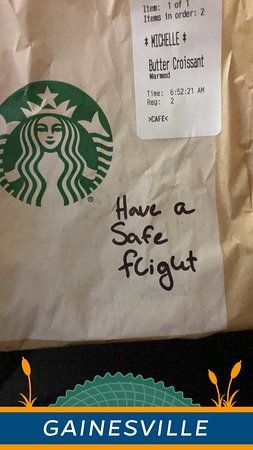 Item: 1 of 1
Items in order: 2
* MICHELLE *
Butter Croissant
Warmed
Time: 6:52:21 AM
Reg: 2
>CAFE<
®
Have a
Safe
flight
GAINESVILLE